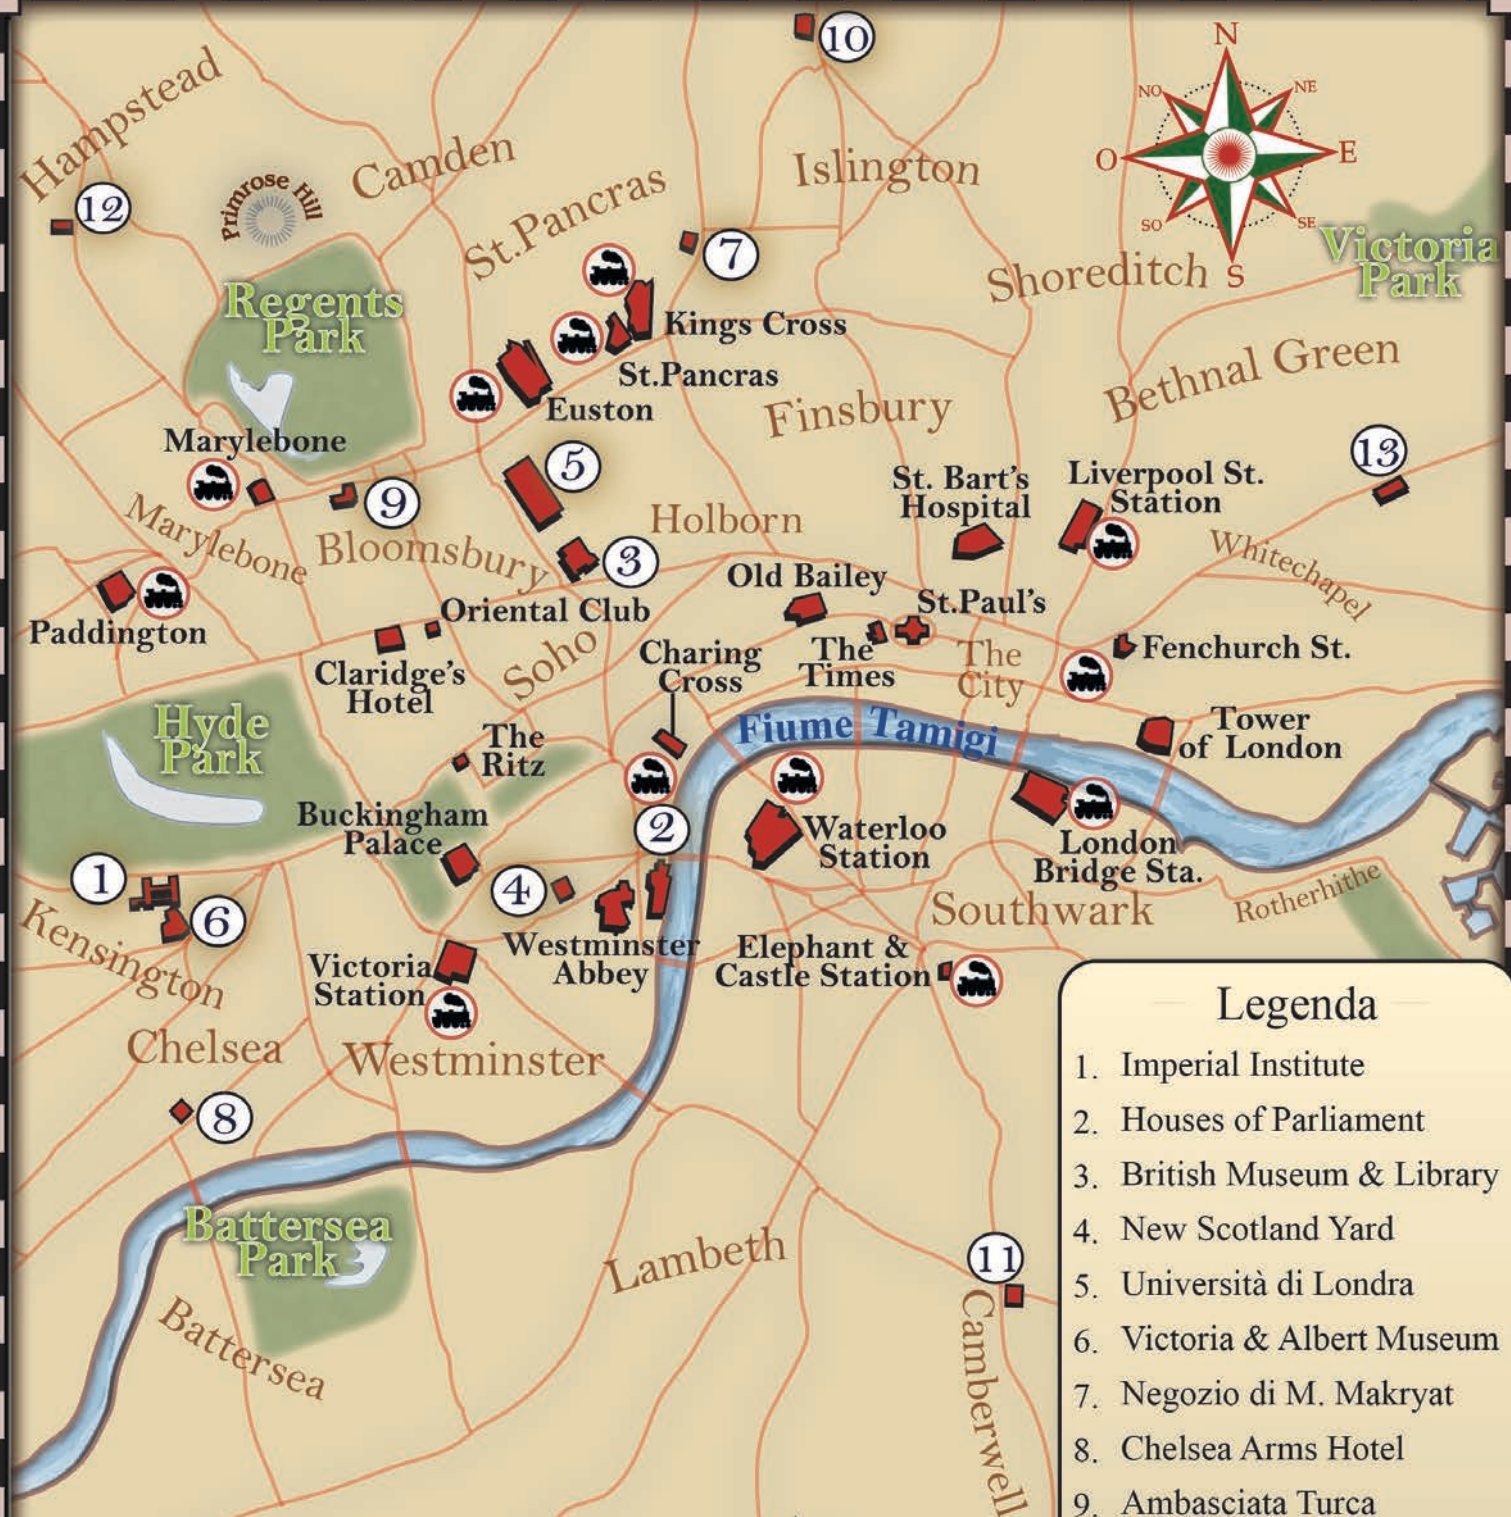 N
NO
NE
O
E
SO
SE
S
10
Hampstead
12
Primrose Hill
Camden
St.Pancras
Islington
7
Shoreditch
Victoria
Park
Regents
Park
Kings Cross
St.Pancras
Euston
Finsbury
Bethnal Green
Marylebone
5
13
9
St. Bart's
Hospital
Liverpool St.
Station
Marylebone
Bloomsbury
Holborn
3
Whitechapel
Old Bailey
St.Paul's
Paddington
Oriental Club
Soho
Charing
Cross
The
Times
The
City
Fenchurch St.
Claridge's
Hotel
Hyde
Park
The
Ritz
Fiume Tamigi
Tower
of London
Buckingham
Palace
2
Waterloo
Station
London
Bridge Sta.
1
6
4
Kensington
Southwark
Rotherhithe
Westminster
Abbey
Elephant &
Castle Station
Victoria
Station
Chelsea
Westminster
8
Battersea
Park
Battersea
Lambeth
11
Camberwell
Legenda
1. Imperial Institute
2. Houses of Parliament
3. British Museum & Library
4. New Scotland Yard
5. Università di Londra
6. Victoria & Albert Museum
7. Negozio di M. Makryat
8. Chelsea Arms Hotel
9. Ambasciata Turca